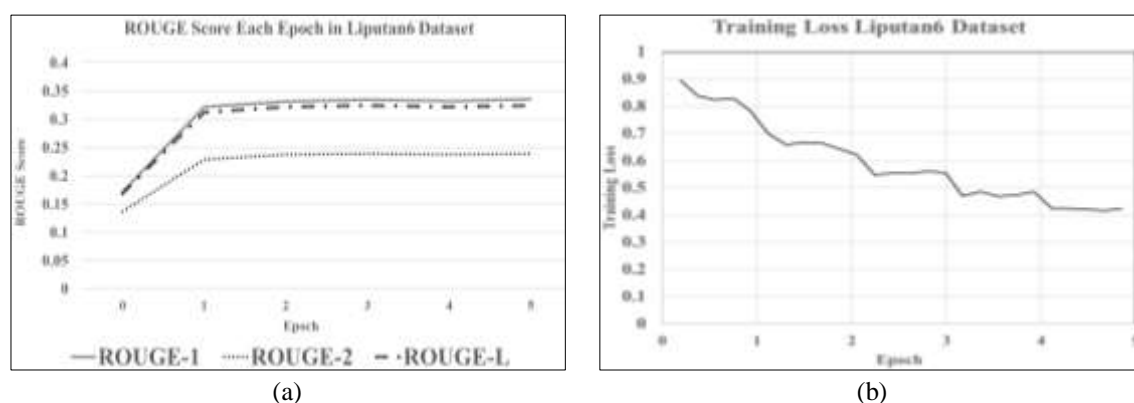 ROUGE Score Each Epoch in Liputan6 Dataset
0.4
0.35
0.3
0.25
0.2
0.15
0.1
0.05
0
ROUGE Score
0 1 2 3 4 5
Epoch
ROUGE-1 ROUGE-2 ROUGE-L
(a)
Training Loss Liputan6 Dataset
1
0.9
0.8
0.7
0.6
0.5
0.4
0.3
0.2
0.1
0
Training Loss
0 1 2 3 4 5
Epoch
(b)